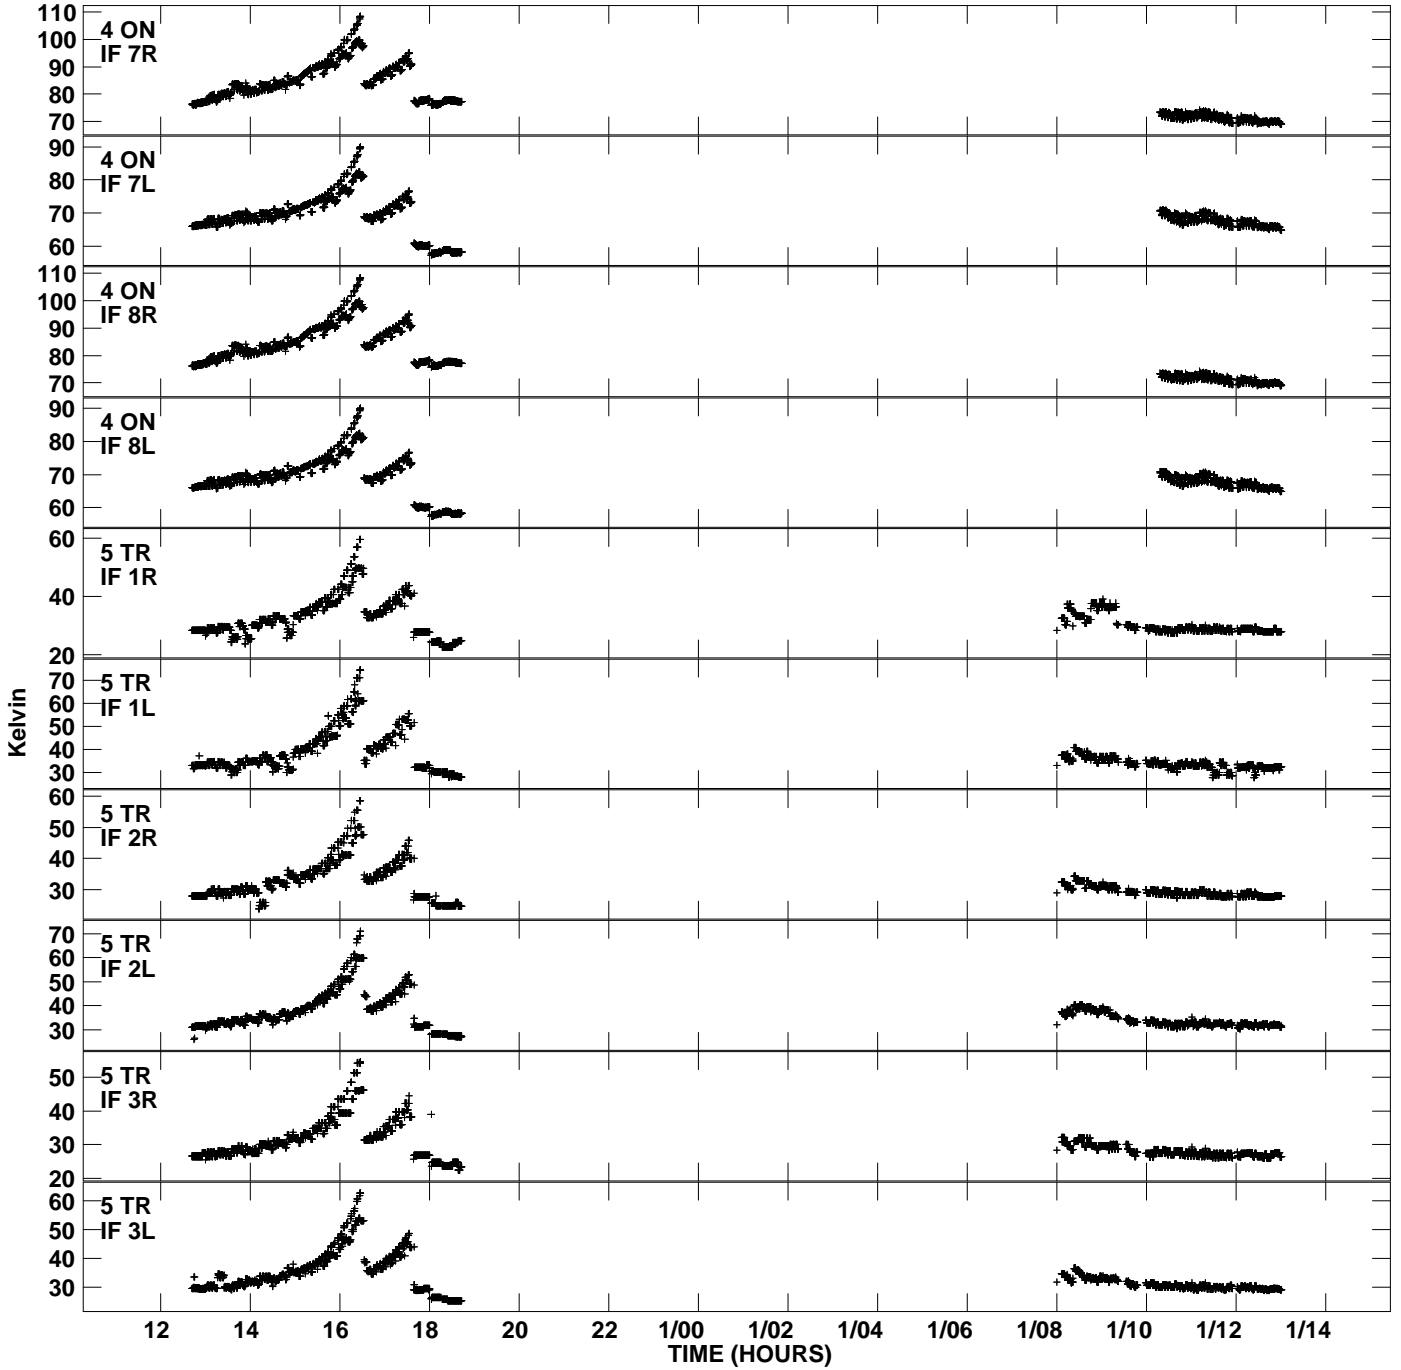 110
100
90
80
70
4 ON
IF 7R
90
80
70
60
4 ON
IF 7L
110
100
90
80
70
4 ON
IF 8R
90
80
70
60
4 ON
IF 8L
60
40
20
5 TR
IF 1R
70
60
50
40
30
5 TR
IF 1L
Kelvin
60
50
40
30
5 TR
IF 2R
70
60
50
40
30
5 TR
IF 2L
50
40
30
20
5 TR
IF 3R
60
50
40
30
5 TR
IF 3L
12 14 16 18 20 22 1/00 1/02 1/04 1/06 1/08 1/10 1/12 1/14
TIME (HOURS)